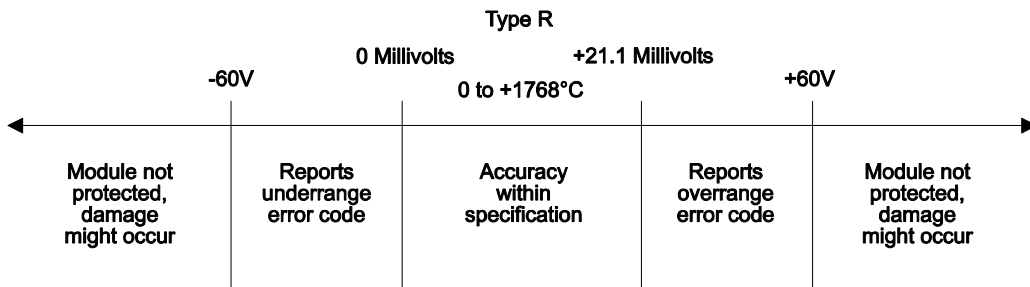 Type R
0 Millivolts
+21.1 Millivolts
-60V
0 to +1768°C
+60V
Module not
protected,
damage
might occur
Reports
underrange
error code
Accuracy
within
specification
Reports
overrange
error code
Module not
protected,
damage
might occur